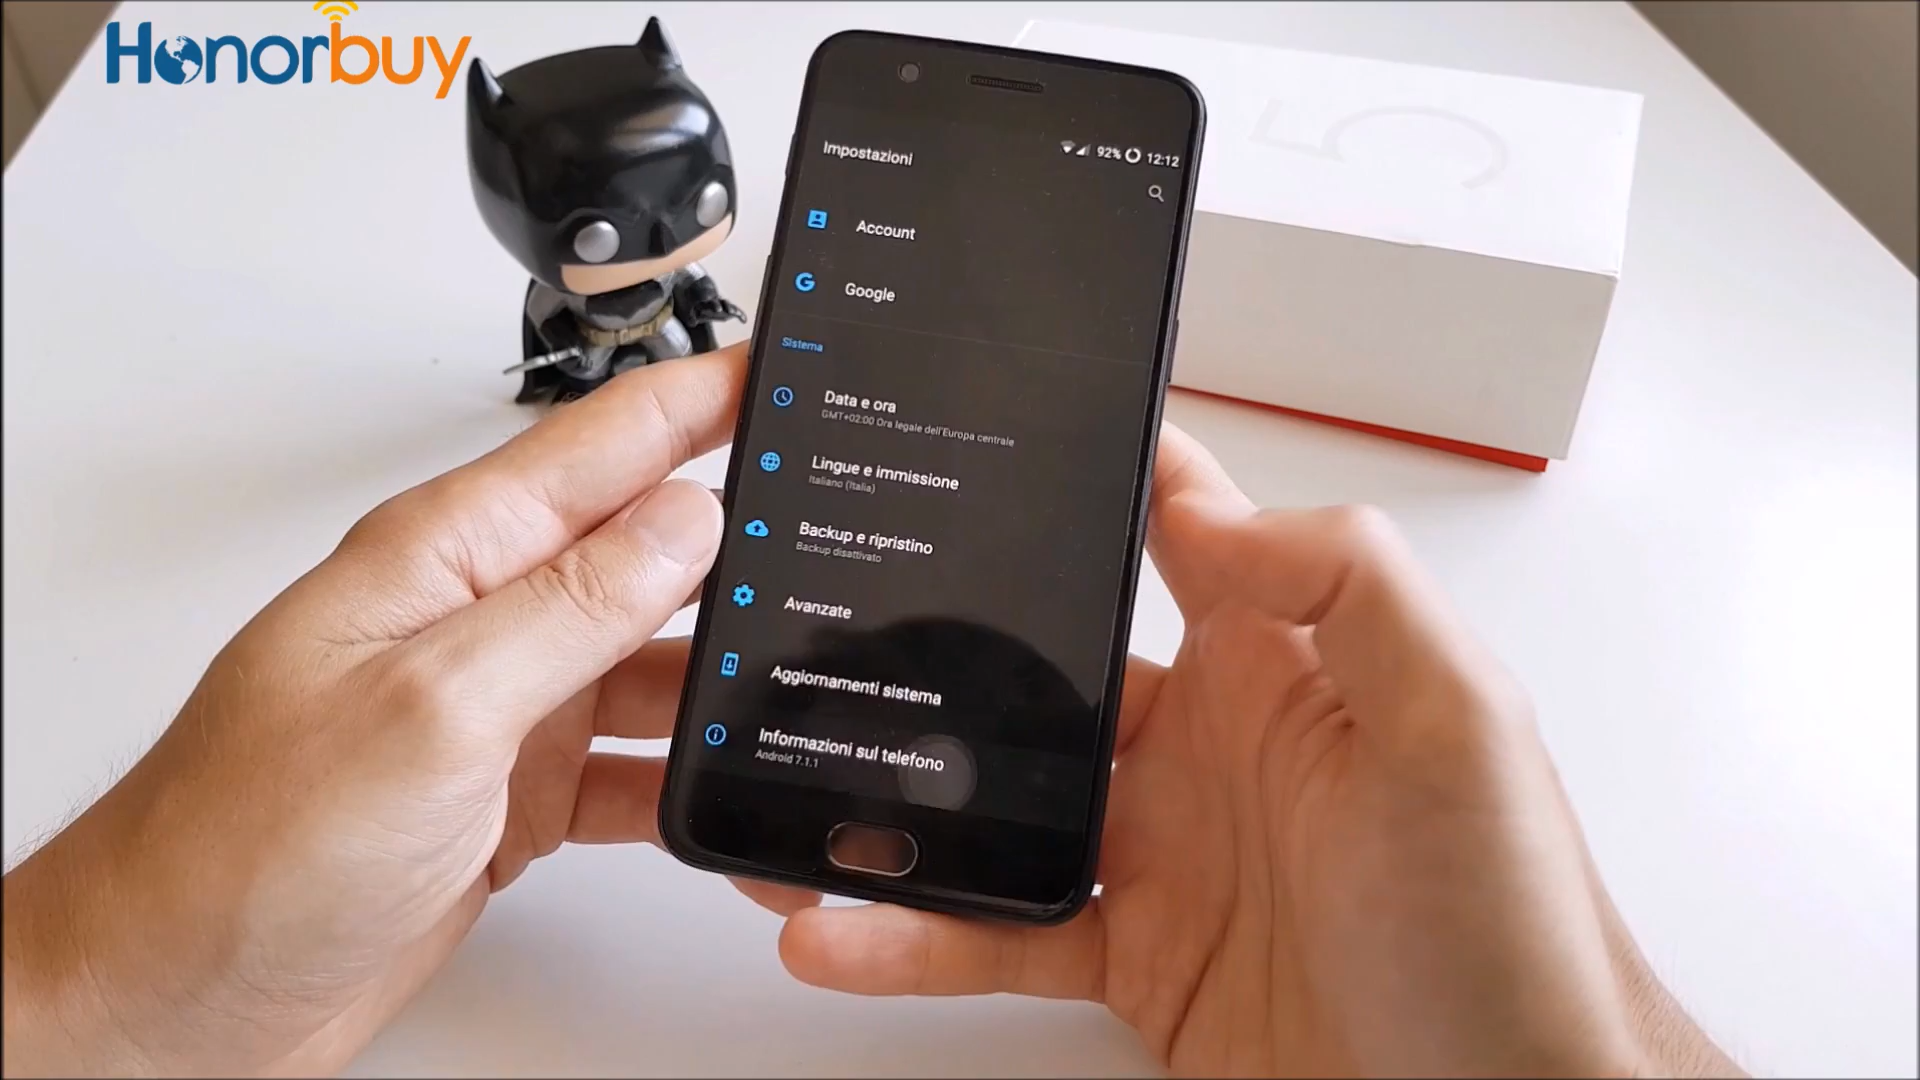 Honorbuy
5
Impostazioni
92% 12:12
Account
Google
Sistema
Data e ora
GMT+02:00 Ora legale dell'Europa centrale
Lingue e immissione
Italiano (Italia)
Backup e ripristino
Backup disattivato
Avanzate
Aggiornamenti sistema
Informazioni sul telefono
Android 7.1.1